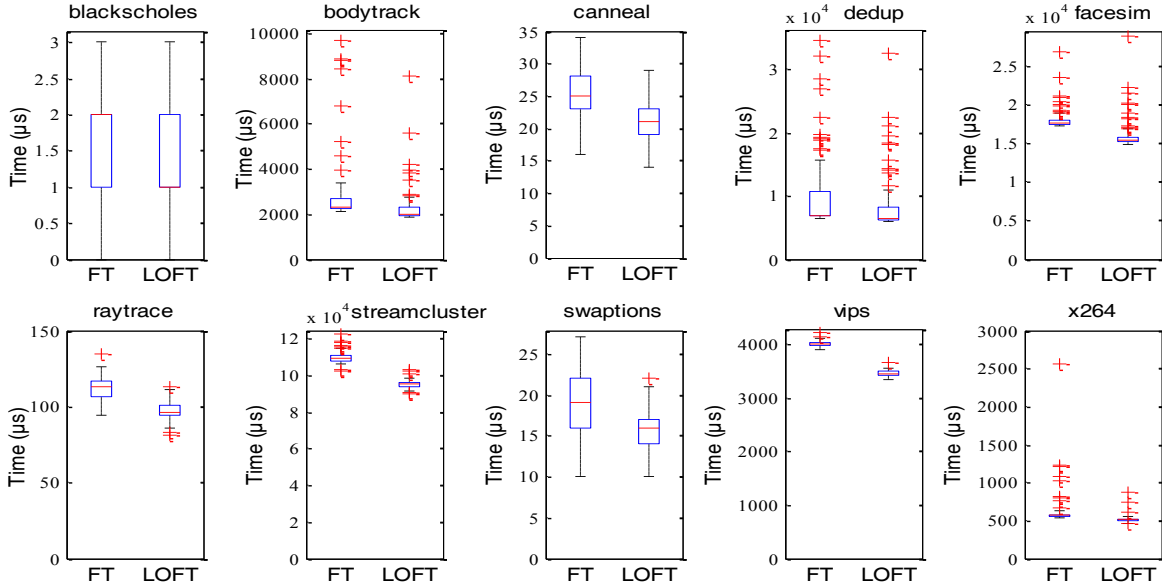 blackscholes
Time (µs)
3
2.5
2
1.5
1
0.5
0
FT LOFT
bodytrack
Time (µs)
10000
8000
6000
4000
2000
0
FT LOFT
canneal
Time (µs)
35
30
25
20
15
10
5
0
FT LOFT
dedup
x 10⁴
Time (µs)
3
2
1
0
FT LOFT
facesim
x 10⁴
Time (µs)
2.5
2
1.5
1
0.5
0
FT LOFT
raytrace
Time (µs)
150
100
50
0
FT LOFT
streamcluster
x 10⁴
Time (µs)
12
10
8
6
4
2
0
FT LOFT
swaptions
Time (µs)
25
20
15
10
5
0
FT LOFT
vips
Time (µs)
4000
3000
2000
1000
0
FT LOFT
x264
Time (µs)
3000
2500
2000
1500
1000
500
0
FT LOFT